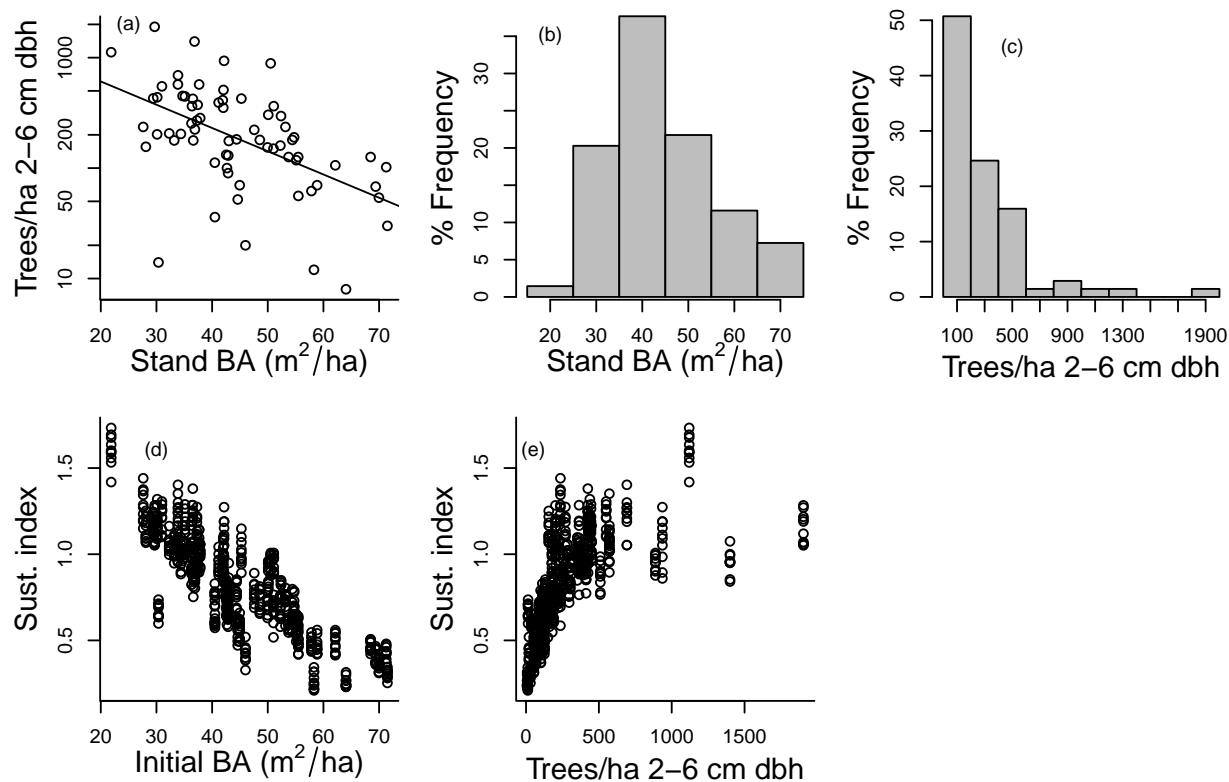 (a)
Trees/ha 2−6 cm dbh
1000
200
50
10
20 30 40 50 60 70
Stand BA (m²/ha)
(b)
% Frequency
30
20
10
5
0
20 30 40 50 60 70
Stand BA (m²/ha)
(c)
% Frequency
50
40
30
20
10
0
100 500 900 1300 1900
Trees/ha 2−6 cm dbh
(d)
Sust. index
1.5
1.0
0.5
20 30 40 50 60 70
Initial BA (m²/ha)
(e)
Sust. index
1.5
1.0
0.5
0 500 1000 1500
Trees/ha 2−6 cm dbh